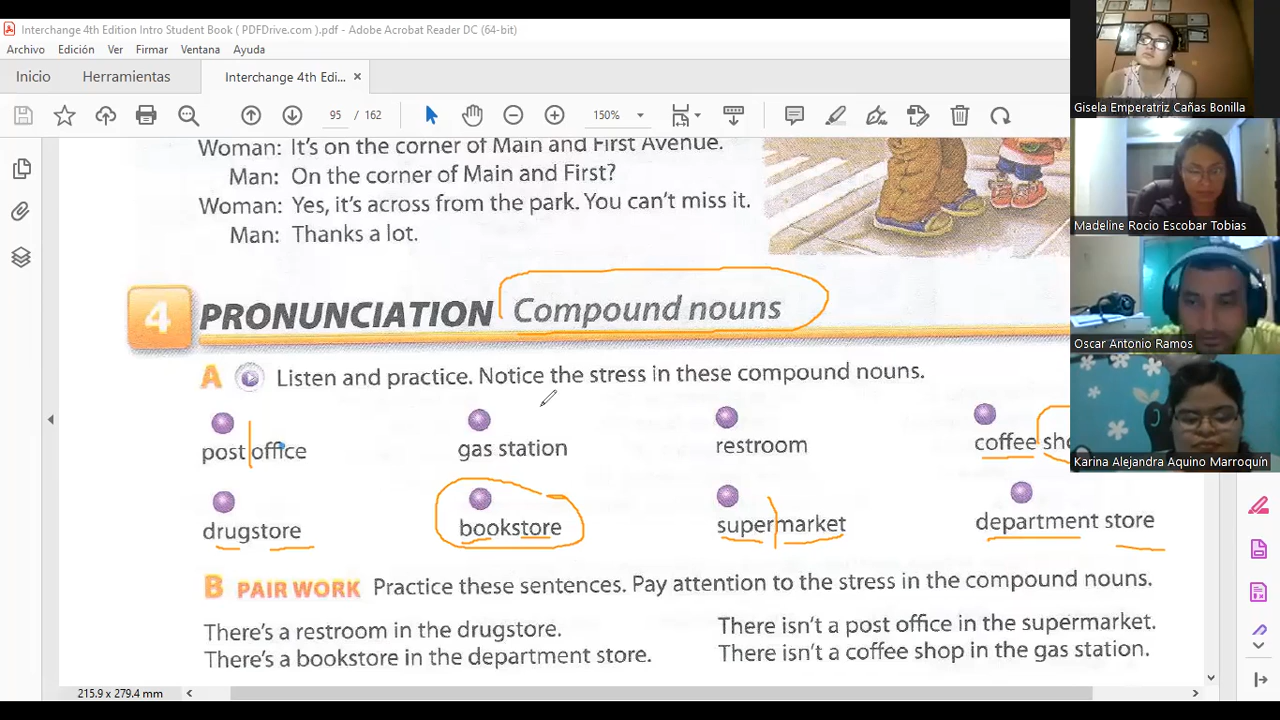 Interchange 4th Edition Intro Student Book ( PDFDrive.com ).pdf - Adobe Acrobat Reader DC (64-bit)
Archivo Edición Ver Firmar Ventana Ayuda
Inicio Herramientas Interchange 4th Edi... ×
95 / 162 150%
Woman: It's on the corner of Main and First Avenue.
Man: On the corner of Main and First?
Woman: Yes, it's across from the park. You can't miss it.
Man: Thanks a lot.
4 PRONUNCIATION Compound nouns
A Listen and practice. Notice the stress in these compound nouns.
post office gas station restroom coffee
drugstore bookstore supermarket department store
B PAIR WORK Practice these sentences. Pay attention to the stress in the compound nouns.
There's a restroom in the drugstore. There isn't a post office in the supermarket.
There's a bookstore in the department store. There isn't a coffee shop in the gas station.
215.9 x 279.4 mm
Gisela Emperatriz Cañas Bonilla
Madeline Rocio Escobar Tobias
Oscar Antonio Ramos
Karina Alejandra Aquino Marroquín